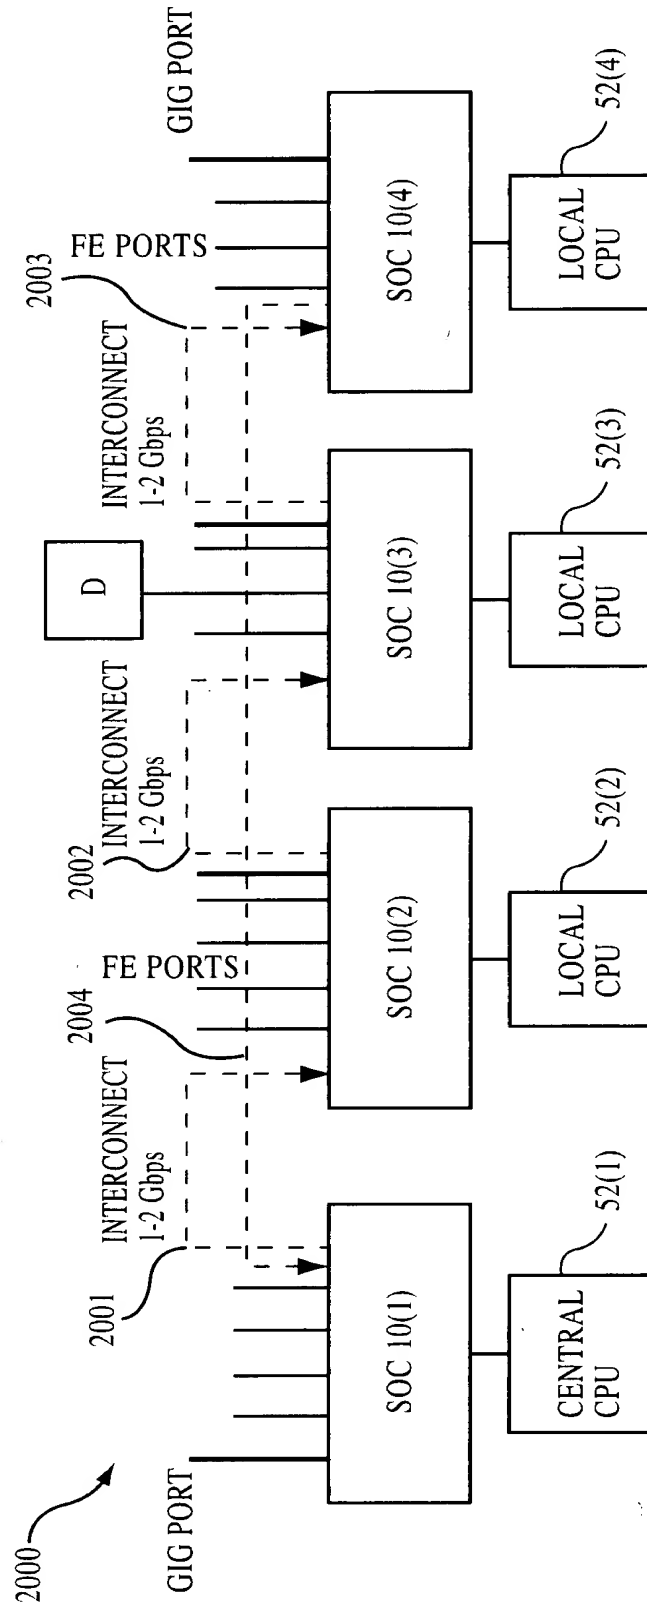 2000
GIG PORT
2001
INTERCONNECT
1-2 Gbps
2004
FE PORTS
2002
INTERCONNECT
1-2 Gbps
D
INTERCONNECT
1-2 Gbps
2003
FE PORTS
GIG PORT
SOC 10(1)
SOC 10(2)
SOC 10(3)
SOC 10(4)
CENTRAL
CPU
52(1)
LOCAL
CPU
52(2)
LOCAL
CPU
52(3)
LOCAL
CPU
52(4)